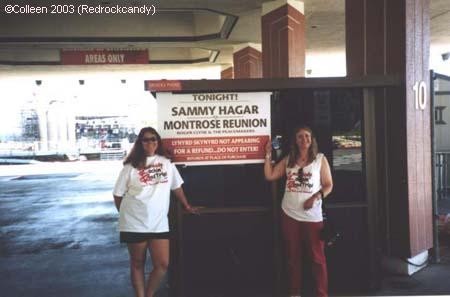 ©Colleen 2003 (Redrockcandy)
AREAS ONLY
TONIGHT!
SAMMY HAGAR
MONTROSE REUNION
ROGER CLYNE & THE PEACEMAKERS
LYNYRD SKYNYRD NOT APPEARING
FOR A REFUND...DO NOT ENTER!
REFUNDS AT PLACE OF PURCHASE
10